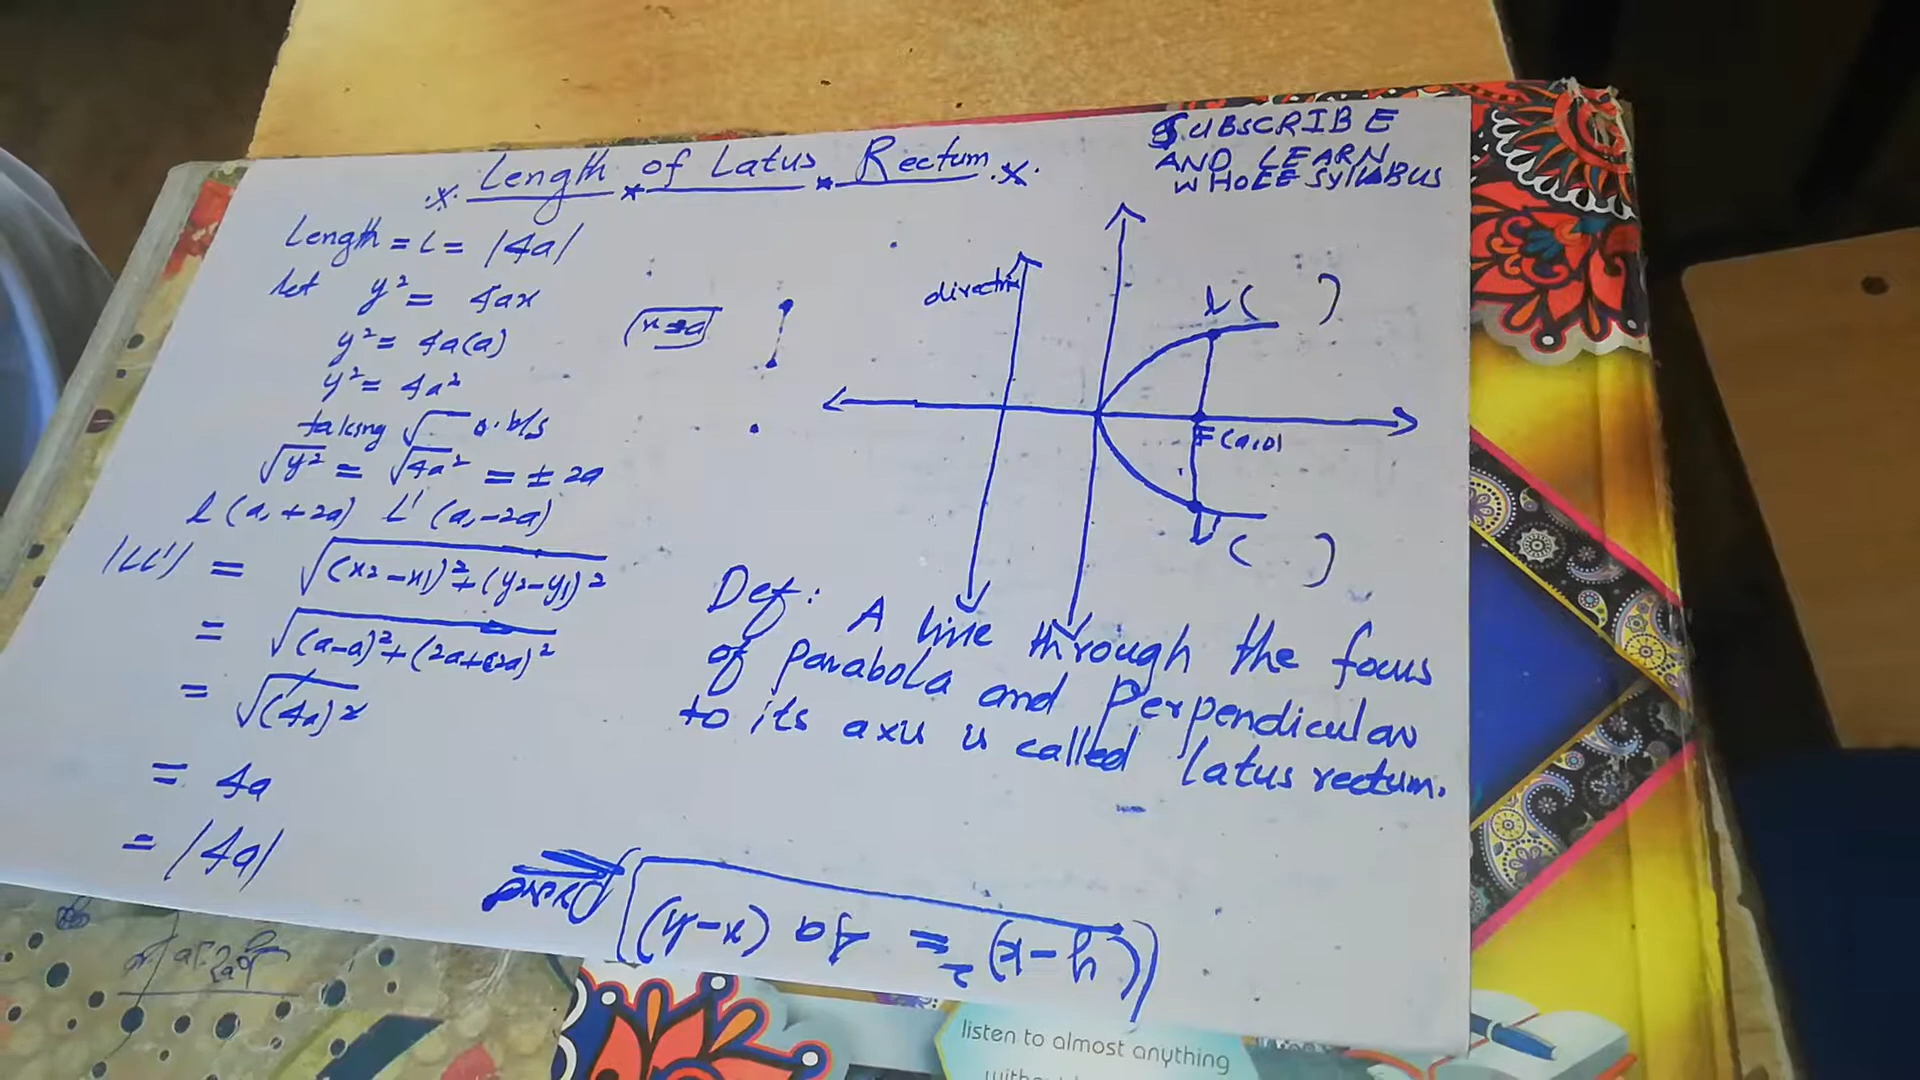 Length of Latus Rectum
SUBSCRIBE
AND LEARN
WHOLE SYLLABUS
Length = L = |4a|
let y² = 4ax
y² = 4a(a)
(x=a)
y² = 4a²
taking √ o.b/s
√y² = √4a² = ± 2a
L (a, +2a) L' (a, -2a)
|LL'| = √(x₂-x₁)²+(y₂-y₁)²
= √(a-a)²+(2a+2a)²
= √(4a)²
= 4a
= |4a|
L ( )
F(a,0)
L' ( )
Def: A line through the focus
of parabola and perpendicular
to its axis is called latus rectum.
listen to almost anything